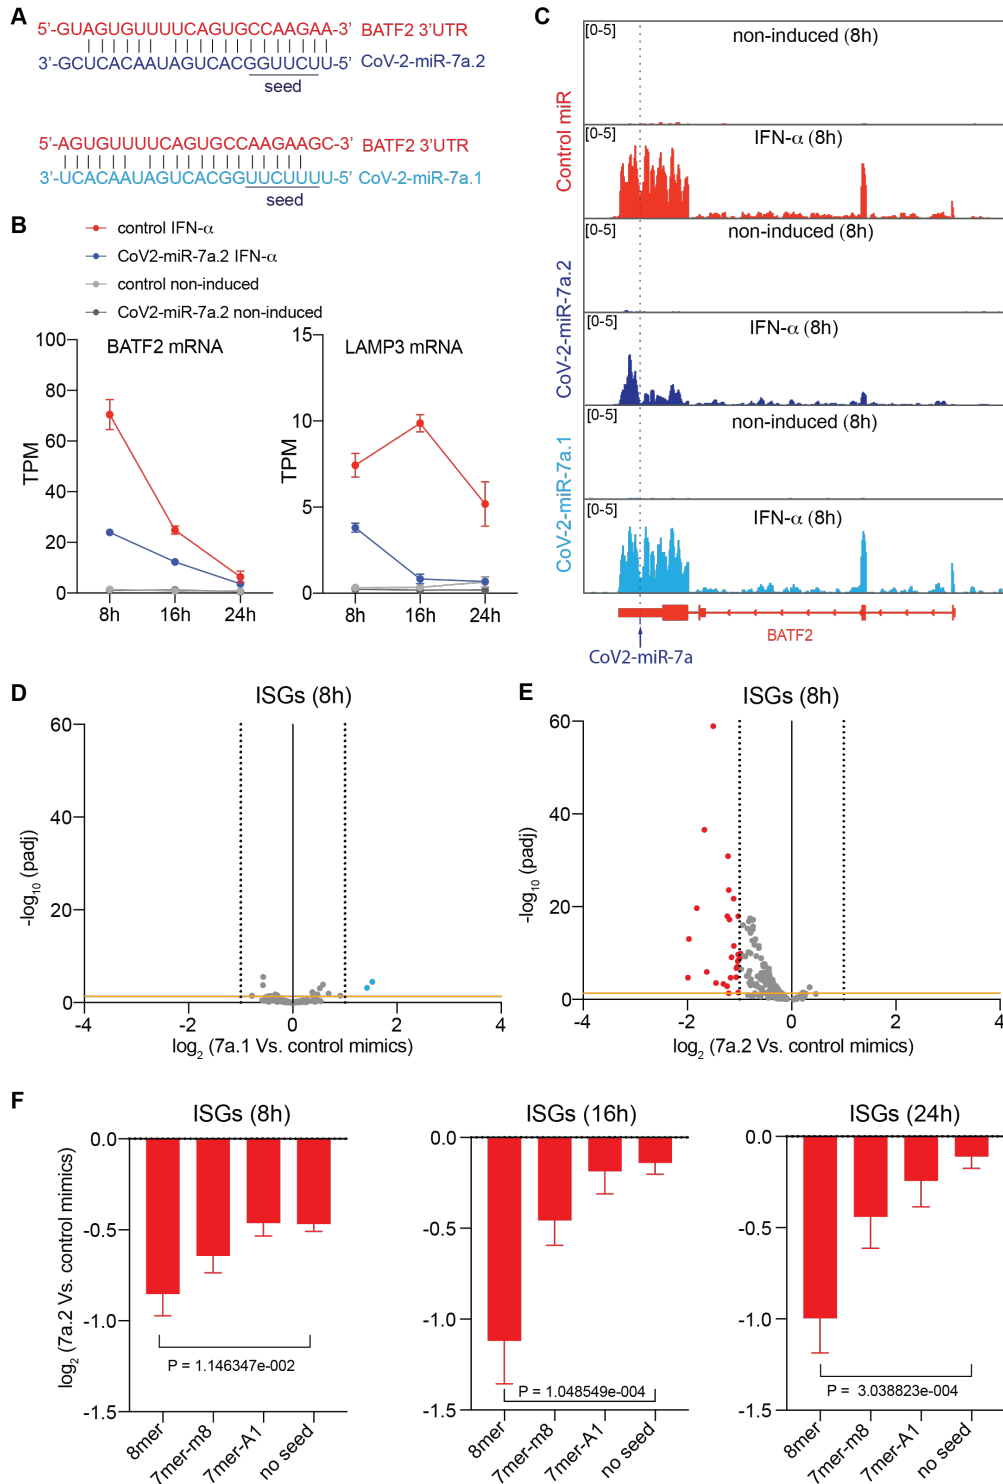 A
5'-GUAGUGUUUUCAGUGCCAAGAA-3' BATF2 3'UTR
3'-GCUCACAAUAGUCACGGUUCUU-5' CoV-2-miR-7a.2
seed
5'-AGUGUUUUCAGUGCCAAGAAGC-3' BATF2 3'UTR
3'-UCACAAUAGUCACGGUUCUUUU-5' CoV-2-miR-7a.1
seed
B
control IFN-α
CoV2-miR-7a.2 IFN-α
control non-induced
CoV2-miR-7a.2 non-induced
BATF2 mRNA
TPM
100
80
60
40
20
0
8h 16h 24h
LAMP3 mRNA
TPM
15
10
5
0
8h 16h 24h
C
Control miR
[0-5] non-induced (8h)
[0-5] IFN-α (8h)
CoV-2-miR-7a.2
[0-5] non-induced (8h)
[0-5] IFN-α (8h)
CoV-2-miR-7a.1
[0-5] non-induced (8h)
[0-5] IFN-α (8h)
BATF2
CoV2-miR-7a
D
ISGs (8h)
-log10 (padj)
60
40
20
0
-4 -2 0 2 4
log2 (7a.1 Vs. control mimics)
E
ISGs (8h)
-log10 (padj)
60
40
20
0
-4 -2 0 2 4
log2 (7a.2 Vs. control mimics)
F
ISGs (8h)
log2 (7a.2 Vs. control mimics)
0.0
-0.5
-1.0
-1.5
P = 1.146347e-002
8mer 7mer-m8 7mer-A1 no seed
ISGs (16h)
0.0
-0.5
-1.0
-1.5
P = 1.048549e-004
8mer 7mer-m8 7mer-A1 no seed
ISGs (24h)
0.0
-0.5
-1.0
-1.5
P = 3.038823e-004
8mer 7mer-m8 7mer-A1 no seed